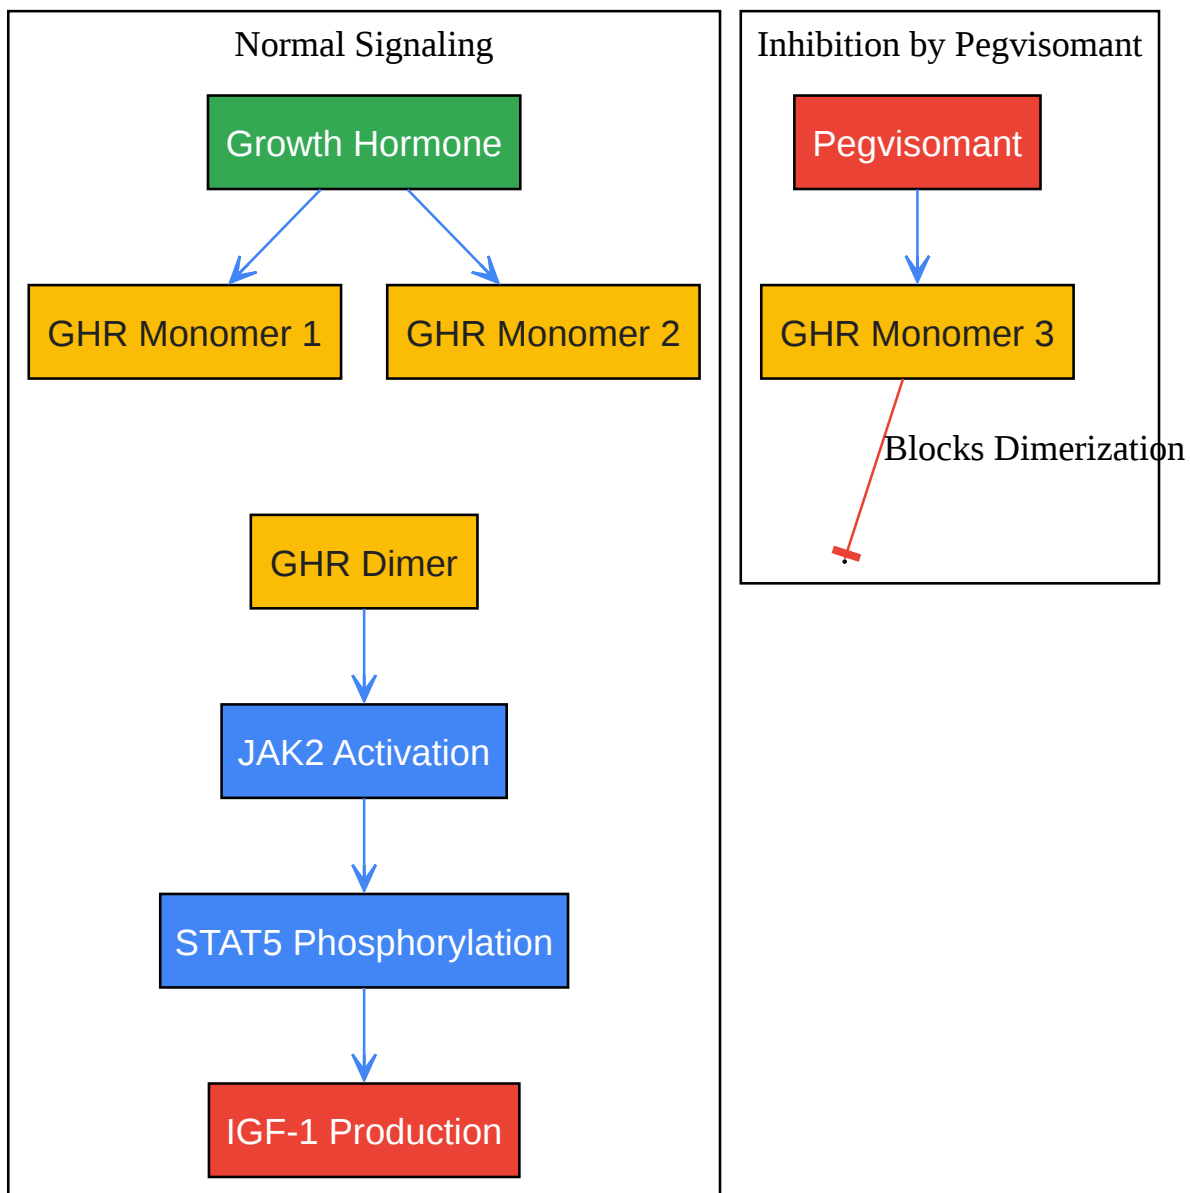 Normal Signaling
Growth Hormone
GHR Monomer 1
GHR Monomer 2
GHR Dimer
JAK2 Activation
STAT5 Phosphorylation
IGF-1 Production
Inhibition by Pegvisomant
Pegvisomant
GHR Monomer 3
Blocks Dimerization